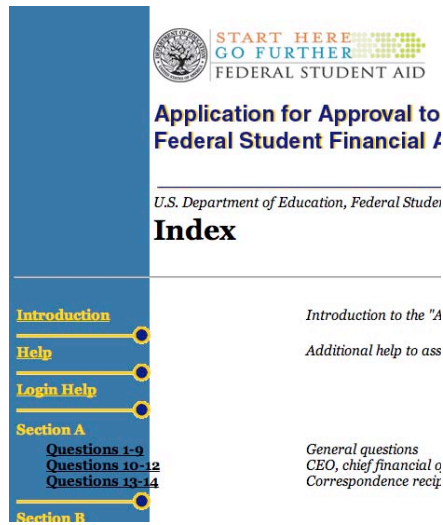 START HERE
GO FURTHER
FEDERAL STUDENT AID
Application for Approval to
Federal Student Financial A
U.S. Department of Education, Federal Studen
Index
Introduction
Introduction to the "A
Help
Additional help to ass
Login Help
Section A
Questions 1-9
General questions
Questions 10-12
CEO, chief financial o
Questions 13-14
Correspondence recip
Section B